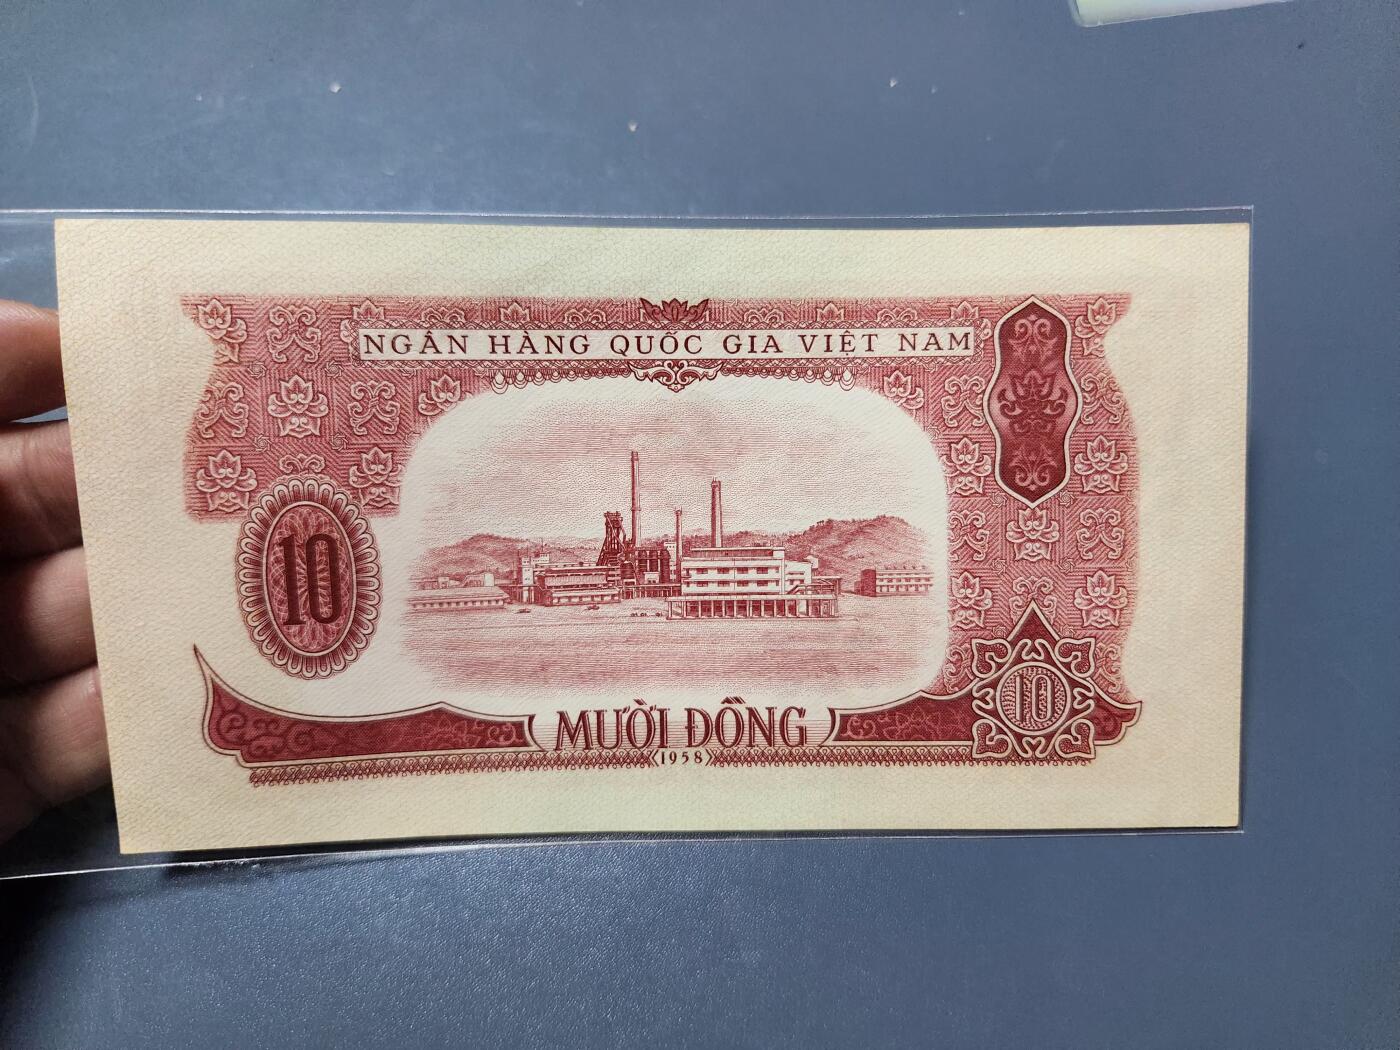 NGÂN HÀNG QUỐC GIA VIỆT NAM
10
MƯỜI ĐỒNG
1958
10